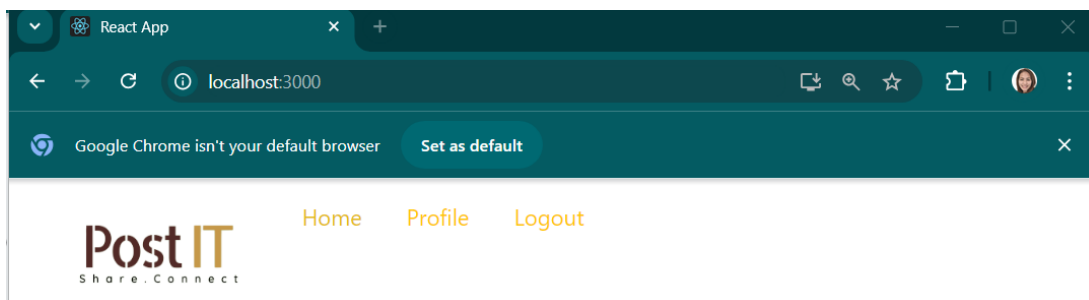 React App
localhost:3000
Google Chrome isn't your default browser Set as default
Home Profile Logout
Post IT
Share.Connect